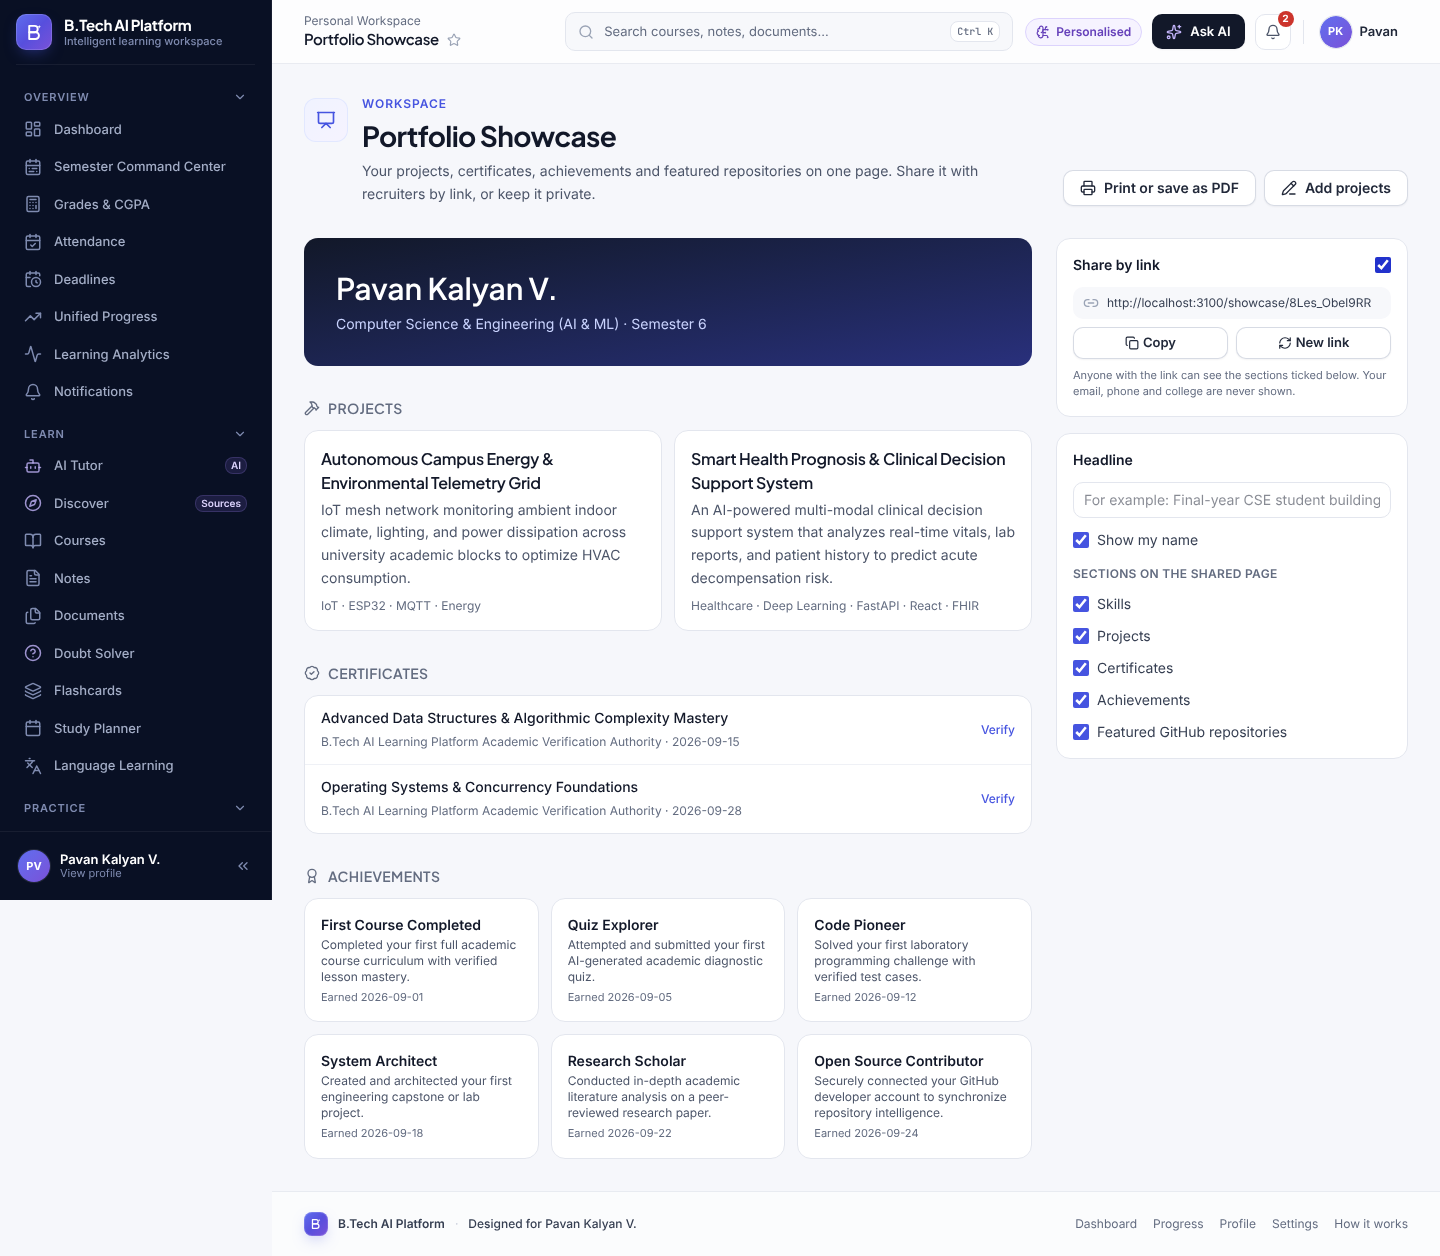 B.Tech AI Platform
Intelligent learning workspace
OVERVIEW
Dashboard
Semester Command Center
Grades & CGPA
Attendance
Deadlines
Unified Progress
Learning Analytics
Notifications
LEARN
AI Tutor
AI
Discover
Sources
Courses
Notes
Documents
Doubt Solver
Flashcards
Study Planner
Language Learning
PRACTICE
PV
Pavan Kalyan V.
View profile
Personal Workspace
Portfolio Showcase
Search courses, notes, documents...
Ctrl K
Personalised
Ask AI
2
PK
Pavan
WORKSPACE
Portfolio Showcase
Your projects, certificates, achievements and featured repositories on one page. Share it with
recruiters by link, or keep it private.
Print or save as PDF
Add projects
Pavan Kalyan V.
Computer Science & Engineering (AI & ML) · Semester 6
PROJECTS
Autonomous Campus Energy &
Environmental Telemetry Grid
IoT mesh network monitoring ambient indoor
climate, lighting, and power dissipation across
university academic blocks to optimize HVAC
consumption.
IoT · ESP32 · MQTT · Energy
Smart Health Prognosis & Clinical Decision
Support System
An AI-powered multi-modal clinical decision
support system that analyzes real-time vitals, lab
reports, and patient history to predict acute
decompensation risk.
Healthcare · Deep Learning · FastAPI · React · FHIR
CERTIFICATES
Advanced Data Structures & Algorithmic Complexity Mastery
B.Tech AI Learning Platform Academic Verification Authority · 2026-09-15
Verify
Operating Systems & Concurrency Foundations
B.Tech AI Learning Platform Academic Verification Authority · 2026-09-28
Verify
ACHIEVEMENTS
First Course Completed
Completed your first full academic
course curriculum with verified
lesson mastery.
Earned 2026-09-01
Quiz Explorer
Attempted and submitted your first
AI-generated academic diagnostic
quiz.
Earned 2026-09-05
Code Pioneer
Solved your first laboratory
programming challenge with
verified test cases.
Earned 2026-09-12
System Architect
Created and architected your first
engineering capstone or lab
project.
Earned 2026-09-18
Research Scholar
Conducted in-depth academic
literature analysis on a peer-
reviewed research paper.
Earned 2026-09-22
Open Source Contributor
Securely connected your GitHub
developer account to synchronize
repository intelligence.
Earned 2026-09-24
Share by link
http://localhost:3100/showcase/8Les_Obel9RR
Copy
New link
Anyone with the link can see the sections ticked below. Your
email, phone and college are never shown.
Headline
For example: Final-year CSE student building
Show my name
SECTIONS ON THE SHARED PAGE
Skills
Projects
Certificates
Achievements
Featured GitHub repositories
B.Tech AI Platform · Designed for Pavan Kalyan V.
Dashboard
Progress
Profile
Settings
How it works